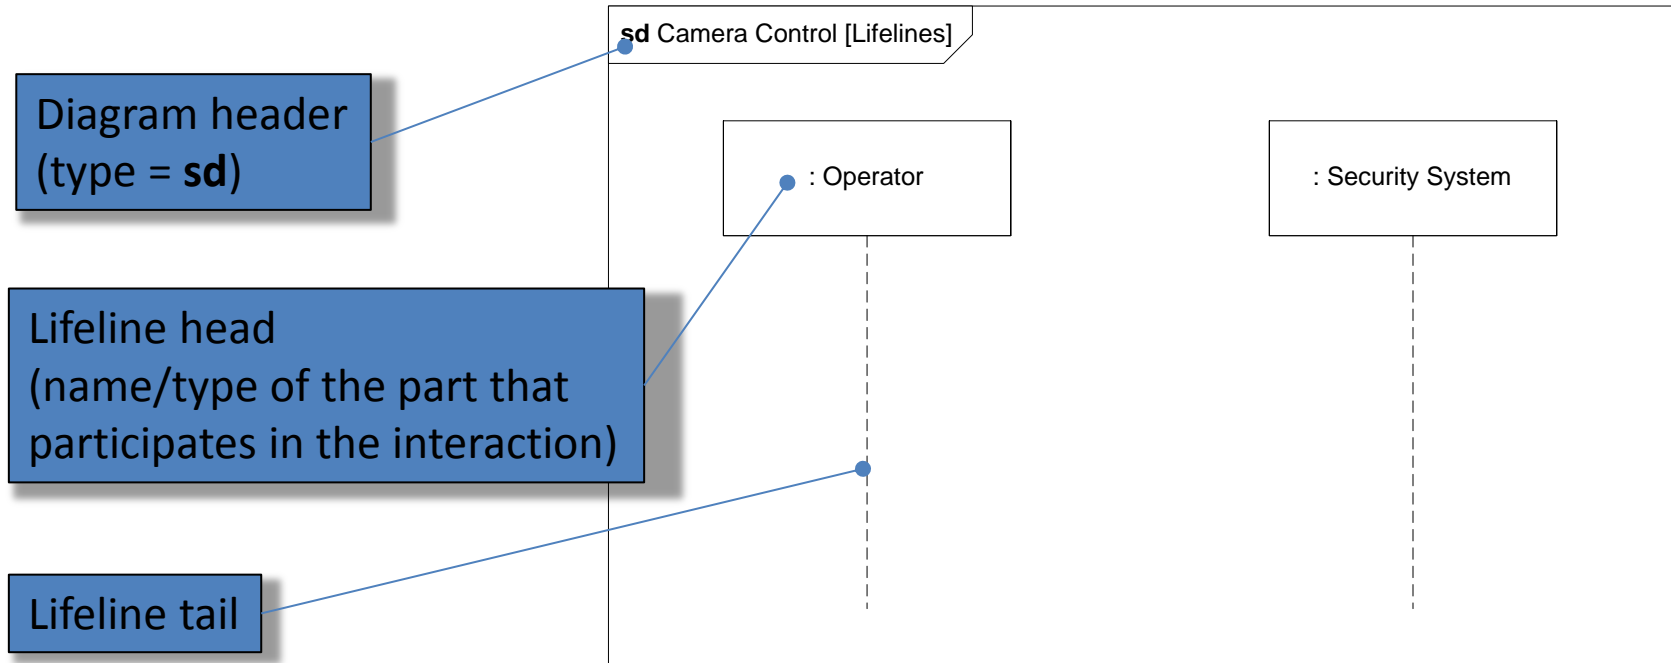 sd Camera Control [Lifelines]
Diagram header
(type = sd)
: Operator
: Security System
Lifeline head
(name/type of the part that
participates in the interaction)
Lifeline tail